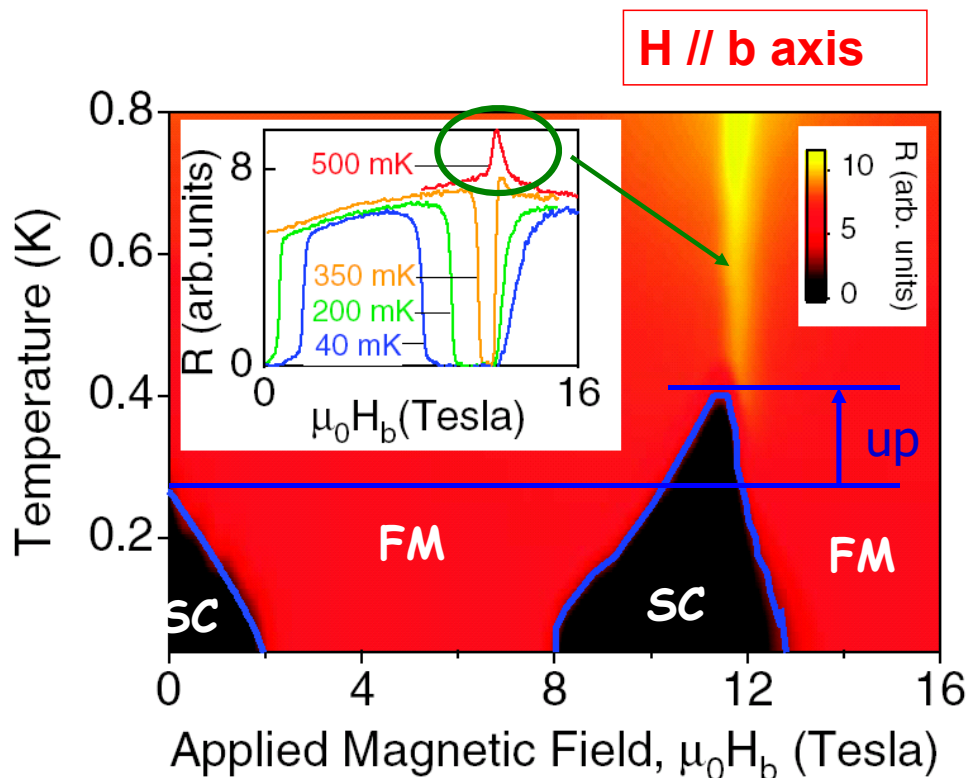 H // b axis
Temperature (K)
0.8
0.6
0.4
0.2
R (arb.units)
8
0
500 mK
350 mK
200 mK
40 mK
0
16
μ₀H_b(Tesla)
10
5
0
R (arb. units)
up
FM
FM
SC
SC
0
4
8
12
16
Applied Magnetic Field, μ₀H_b (Tesla)